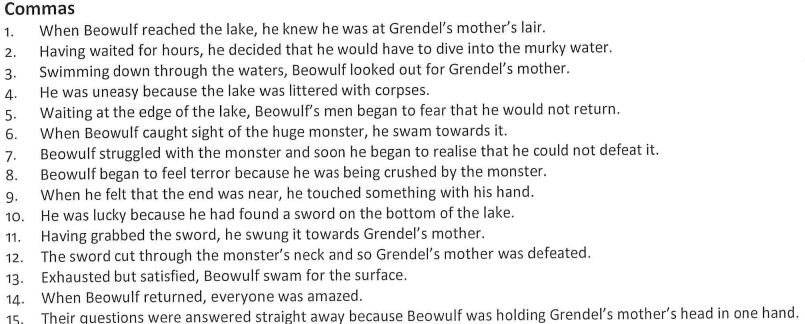 Commas
1. When Beowulf reached the lake, he knew he was at Grendel's mother's lair.
2. Having waited for hours, he decided that he would have to dive into the murky water.
3. Swimming down through the waters, Beowulf looked out for Grendel's mother.
4. He was uneasy because the lake was littered with corpses.
5. Waiting at the edge of the lake, Beowulf's men began to fear that he would not return.
6. When Beowulf caught sight of the huge monster, he swam towards it.
7. Beowulf struggled with the monster and soon he began to realise that he could not defeat it.
8. Beowulf began to feel terror because he was being crushed by the monster.
9. When he felt that the end was near, he touched something with his hand.
10. He was lucky because he had found a sword on the bottom of the lake.
11. Having grabbed the sword, he swung it towards Grendel's mother.
12. The sword cut through the monster's neck and so Grendel's mother was defeated.
13. Exhausted but satisfied, Beowulf swam for the surface.
14. When Beowulf returned, everyone was amazed.
15. Their questions were answered straight away because Beowulf was holding Grendel's mother's head in one hand.